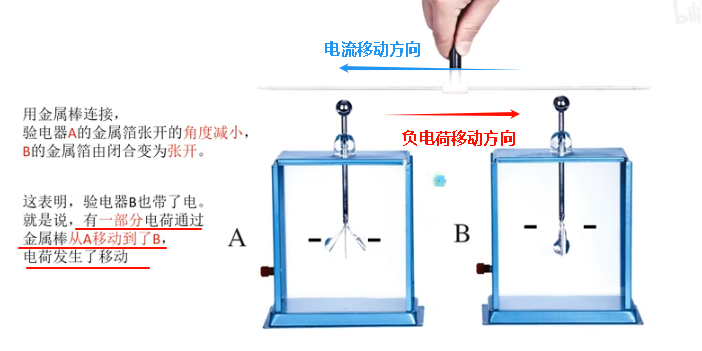 电流移动方向
负电荷移动方向
用金属棒连接，
验电器A的金属箔张开的角度减小，
B的金属箔由闭合变为张开。
这表明，验电器B也带了电。
就是说，有一部分电荷通过
金属棒从A移动到了B，
电荷发生了移动
A
B